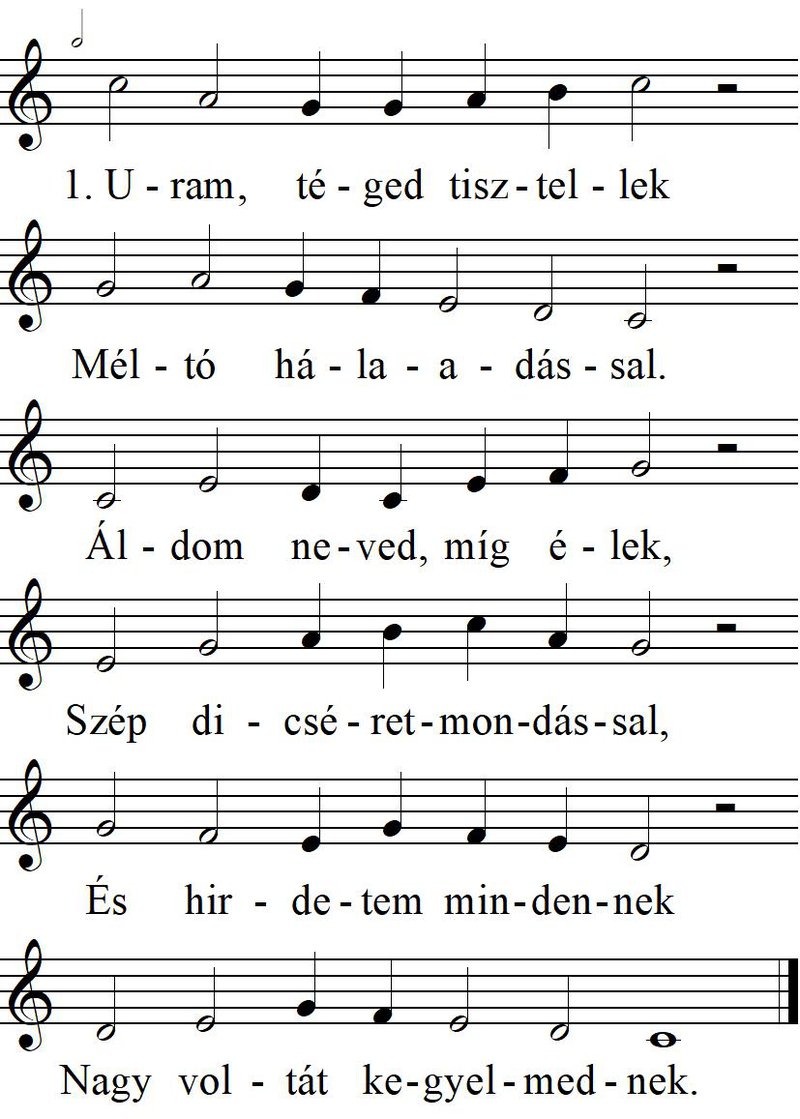 1. U - ram, té - ged tisz - tel - lek
Mél - tó há - la - a - dás - sal.
Ál - dom ne - ved, míg é - lek,
Szép di - csé - ret - mon - dás - sal,
És hir - de - tem min - den - nek
Nagy vol - tát ke - gyel - med - nek.